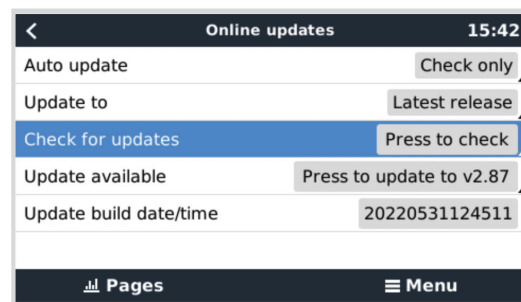 Online updates 15:42
Auto update Check only
Update to Latest release
Check for updates Press to check
Update available Press to update to v2.87
Update build date/time 20220531124511
Pages Menu